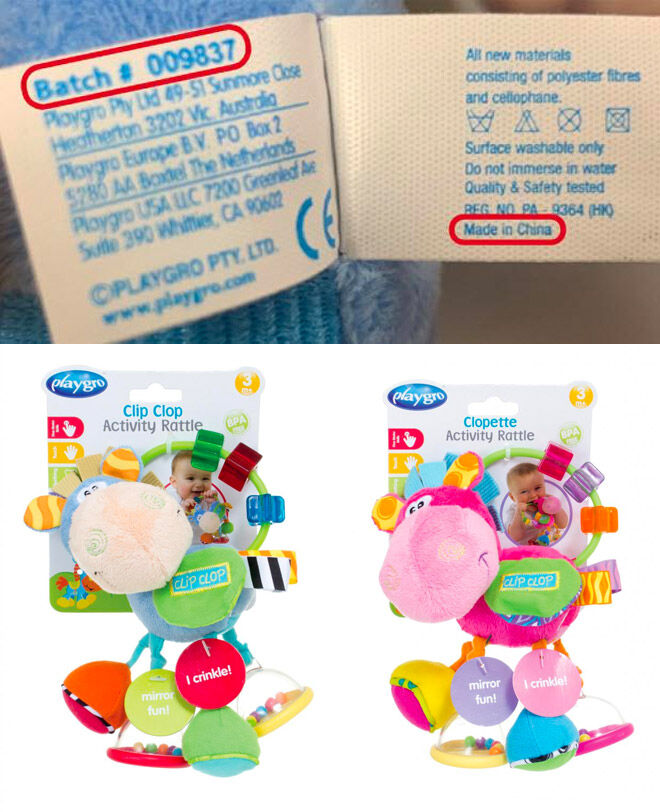 Batch # 009837
Playgro Pty Ltd 49-51 Sunmore Close
Heatherton 3202 Vic. Australia
Playgro Europe B.V. PO Box 2
5280 AA Boxtel The Netherlands
Playgro USA LLC 7200 Greenleaf Ave
Suite 390 Whittier, CA 90602
©PLAYGRO PTY. LTD.
www.playgro.com
CE
All new materials
consisting of polyester fibres
and cellophane.
Surface washable only
Do not immerse in water
Quality & Safety tested
REG. NO. PA - 9364 (HK)
Made in China
playgro
3
m+
Clip Clop
Activity Rattle
BPA
CLIP CLOP
mirror
fun!
I crinkle!
playgro
3
m+
Clopette
Activity Rattle
BPA
CLIP CLOP
mirror
fun!
I crinkle!